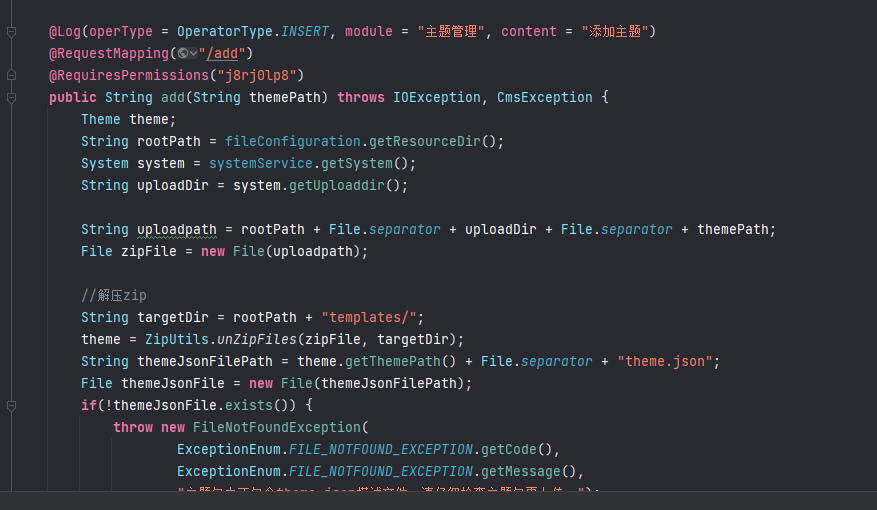 @Log(operType = OperatorType.INSERT, module = "主题管理", content = "添加主题")
@RequestMapping("/add")
@RequiresPermissions("j8rj0lp8")
public String add(String themePath) throws IOException, CmsException {
Theme theme;
String rootPath = fileConfiguration.getResourceDir();
System system = systemService.getSystem();
String uploadDir = system.getUploaddir();
String uploadpath = rootPath + File.separator + uploadDir + File.separator + themePath;
File zipFile = new File(uploadpath);
//解压zip
String targetDir = rootPath + "templates/";
theme = ZipUtils.unZipFiles(zipFile, targetDir);
String themeJsonFilePath = theme.getThemePath() + File.separator + "theme.json";
File themeJsonFile = new File(themeJsonFilePath);
if(!themeJsonFile.exists()) {
throw new FileNotFoundException(
ExceptionEnum.FILE_NOTFOUND_EXCEPTION.getCode(),
ExceptionEnum.FILE_NOTFOUND_EXCEPTION.getMessage(),